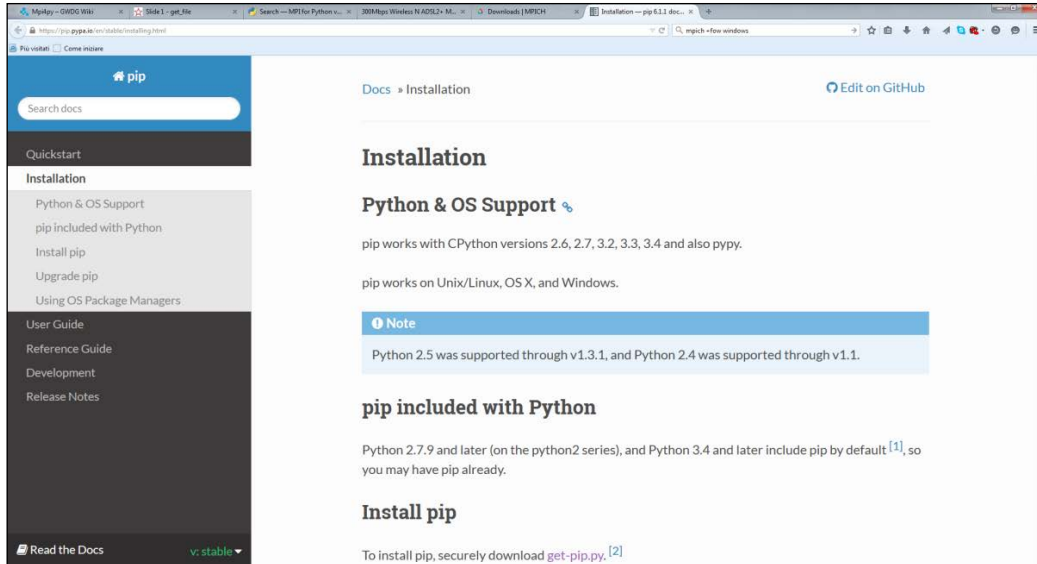 Mpi4py – GWDG Wiki
Slide 1 - get_file
Search — MPI for Python v...
300Mbps Wireless N ADSL2+ M...
Downloads | MPICH
Installation — pip 6.1.1 doc...
https://pip.pypa.io/en/stable/installing.html
mpich +few windows
Più visitati
Come iniziare
pip
Search docs
Quickstart
Installation
Python & OS Support
pip included with Python
Install pip
Upgrade pip
Using OS Package Managers
User Guide
Reference Guide
Development
Release Notes
Read the Docs
v: stable
Docs » Installation
Edit on GitHub
Installation
Python & OS Support
pip works with CPython versions 2.6, 2.7, 3.2, 3.3, 3.4 and also pypy.
pip works on Unix/Linux, OS X, and Windows.
Note
Python 2.5 was supported through v1.3.1, and Python 2.4 was supported through v1.1.
pip included with Python
Python 2.7.9 and later (on the python2 series), and Python 3.4 and later include pip by default [1], so
you may have pip already.
Install pip
To install pip, securely download get-pip.py. [2]